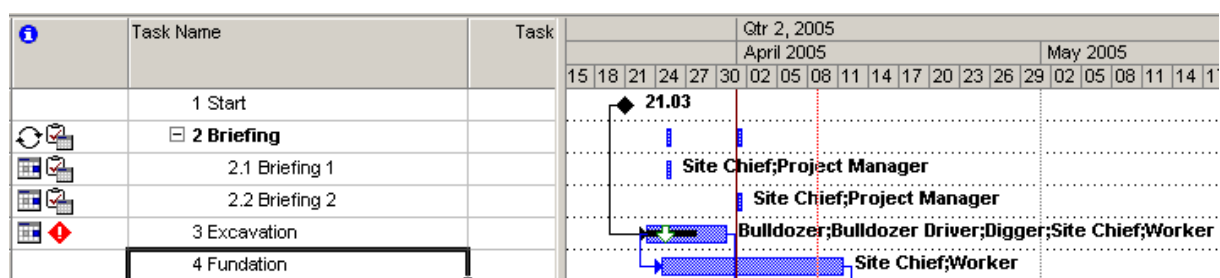 Task Name Task Qtr 2, 2005
April 2005 May 2005
15 18 21 24 27 30 02 05 08 11 14 17 20 23 26 29 02 05 08 11 14
1 Start 21.03
2 Briefing
2.1 Briefing 1 Site Chief;Project Manager
2.2 Briefing 2 Site Chief;Project Manager
3 Excavation Bulldozer;Bulldozer Driver;Digger;Site Chief;Worker
4 Fundation Site Chief;Worker